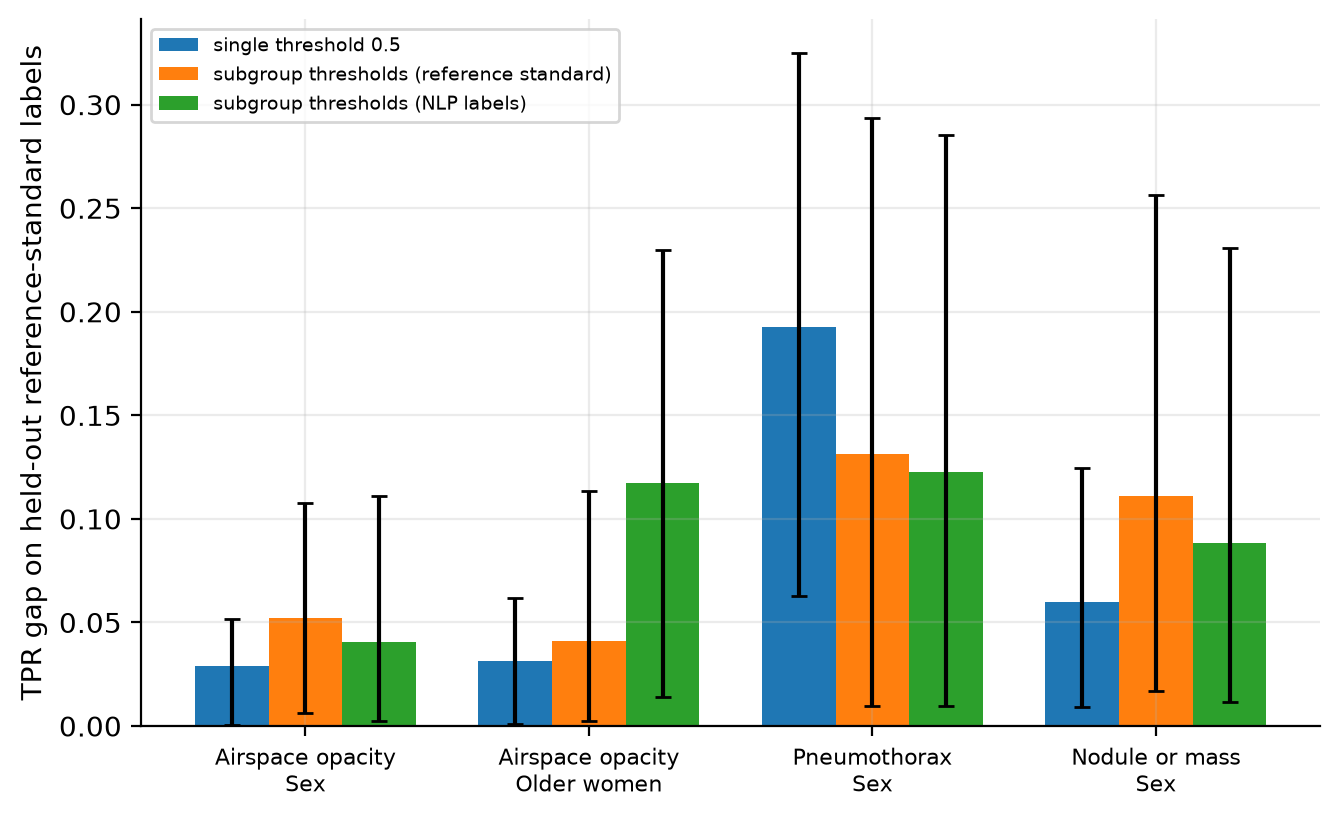 TPR gap on held-out reference-standard labels
0.30
0.25
0.20
0.15
0.10
0.05
0.00
single threshold 0.5
subgroup thresholds (reference standard)
subgroup thresholds (NLP labels)
Airspace opacity
Sex
Airspace opacity
Older women
Pneumothorax
Sex
Nodule or mass
Sex